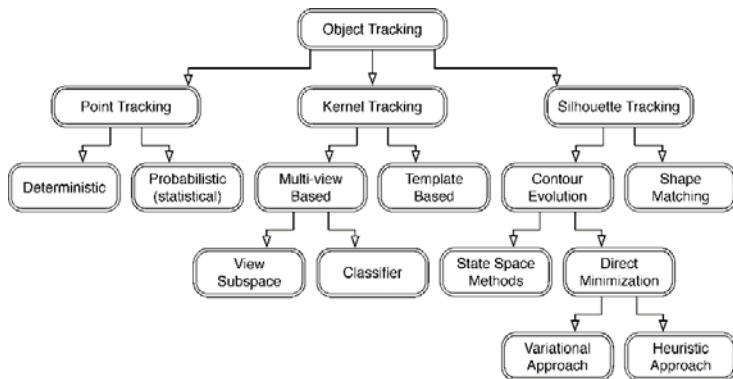 Object Tracking
Point Tracking
Kernel Tracking
Silhouette Tracking
Deterministic
Probabilistic
(statistical)
Multi-view
Based
Template
Based
Contour
Evolution
Shape
Matching
View
Subspace
Classifier
State Space
Methods
Direct
Minimization
Variational
Approach
Heuristic
Approach